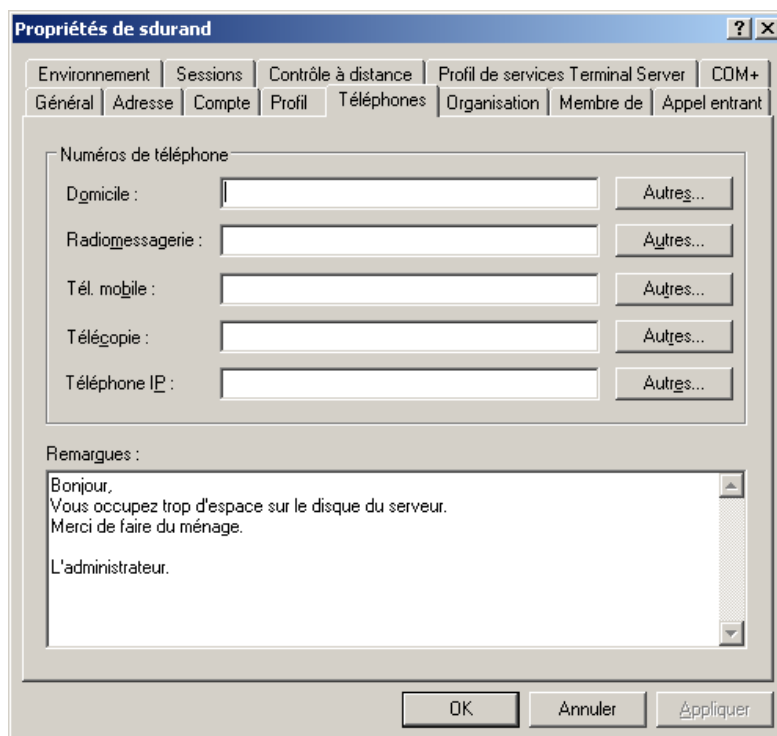 Propriétés de sdurand
Environnement Sessions Contrôle à distance Profil de services Terminal Server COM+
Général Adresse Compte Profil Téléphones Organisation Membre de Appel entrant
Numéros de téléphone
Domicile : Autres...
Radiomessagerie : Autres...
Tél. mobile : Autres...
Télécopie : Autres...
Téléphone IP : Autres...
Remarques :
Bonjour,
Vous occupez trop d'espace sur le disque du serveur.
Merci de faire du ménage.
L'administrateur.
OK Annuler Appliquer